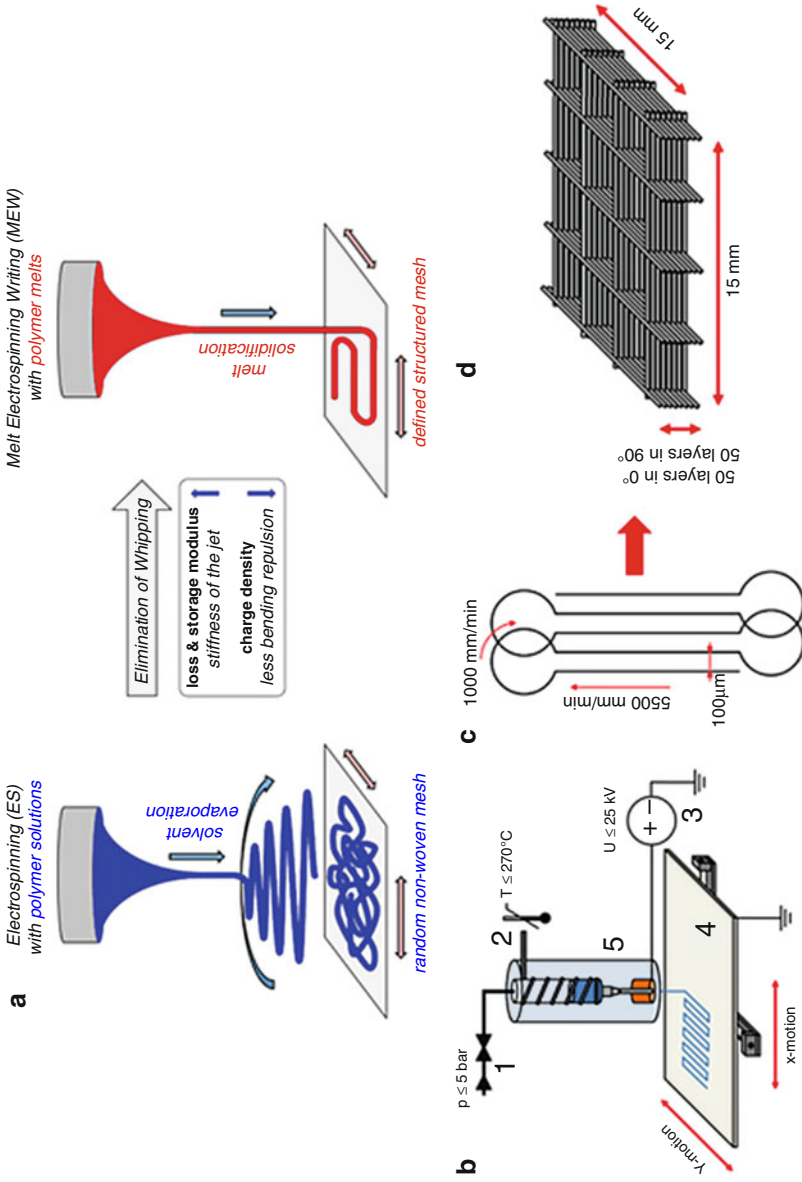 a
Electrospinning (ES)
with polymer solutions
solvent
evaporation
random non-woven mesh
Elimination of Whipping
loss & storage modulus
stiffness of the jet
charge density
less bending repulsion
Melt Electrospinning Writing (MEW)
with polymer melts
melt
solidification
defined structured mesh
b
p ≤ 5 bar
1
2
T ≤ 270°C
5
U ≤ 25 kV
+ −
3
4
Y-motion
x-motion
c
1000 mm/min
5500 mm/min
100µm
d
50 layers in 0°
50 layers in 90°
15 mm
15 mm